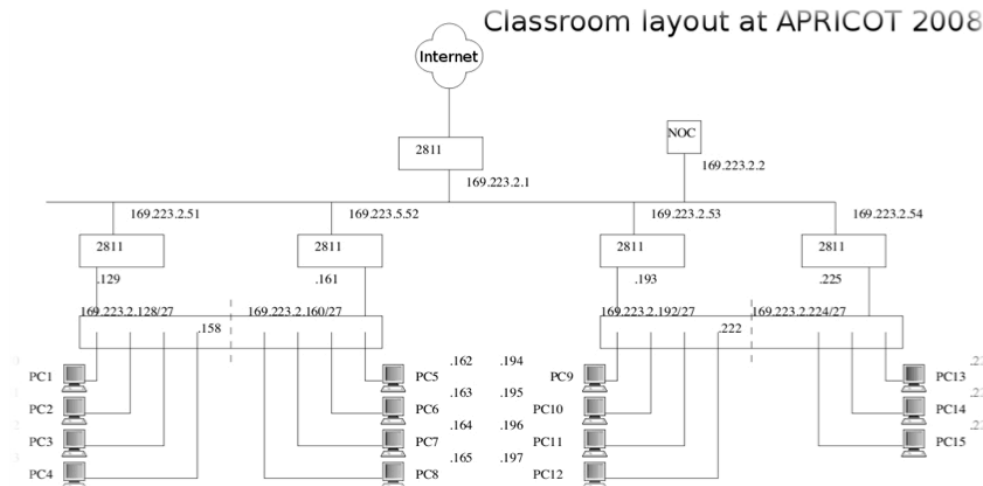 Classroom layout at APRICOT 2008
Internet
2811
NOC
169.223.2.1
169.223.2.2
169.223.2.51
169.223.5.52
169.223.2.53
169.223.2.54
2811
2811
2811
2811
.129
.161
.193
.225
169.223.2.128/27
169.223.2.160/27
169.223.2.192/27
169.223.2.224/27
.158
.222
PC1
PC5
.162
.194
PC9
PC13
PC2
PC6
.163
.195
PC10
PC14
PC3
PC7
.164
.196
PC11
PC15
PC4
PC8
.165
.197
PC12